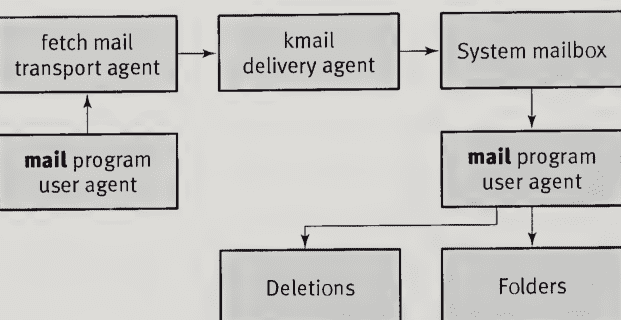 fetch mail
transport agent
kmail
delivery agent
System mailbox
mail program
user agent
mail program
user agent
Deletions
Folders